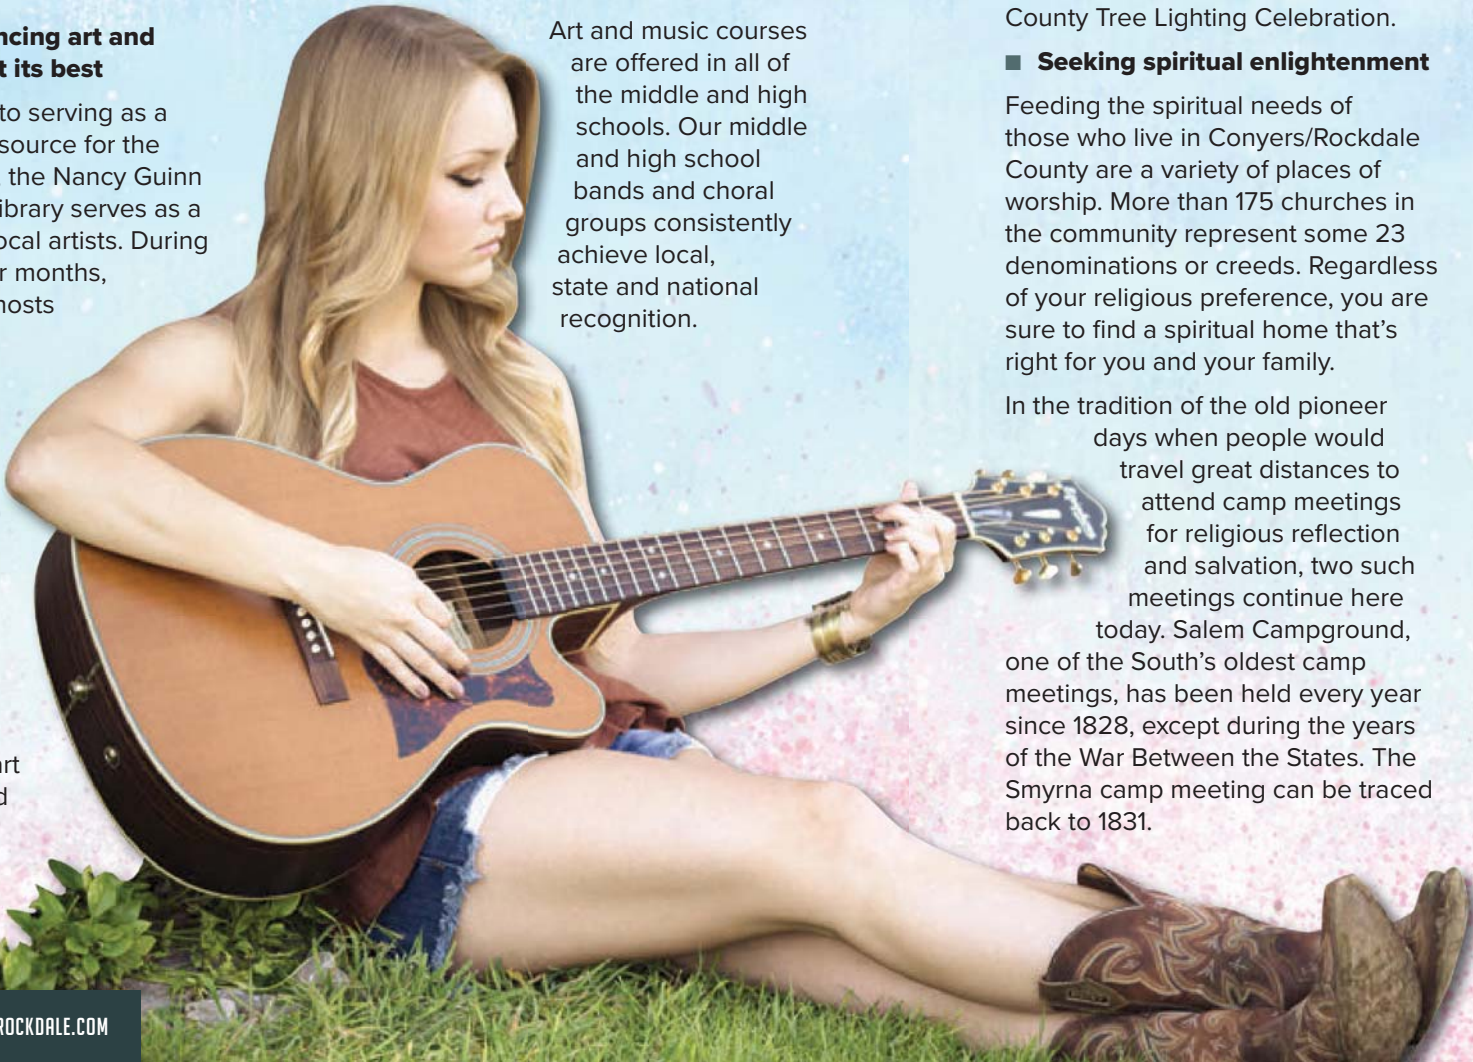 ncing art and
t its best
to serving as a
source for the
the Nancy Guinn
ibrary serves as a
ocal artists. During
r months,
hosts
art
d
Art and music courses
are offered in all of
the middle and high
schools. Our middle
and high school
bands and choral
groups consistently
achieve local,
state and national
recognition.
County Tree Lighting Celebration.
■ Seeking spiritual enlightenment
Feeding the spiritual needs of
those who live in Conyers/Rockdale
County are a variety of places of
worship. More than 175 churches in
the community represent some 23
denominations or creeds. Regardless
of your religious preference, you are
sure to find a spiritual home that's
right for you and your family.
In the tradition of the old pioneer
days when people would
travel great distances to
attend camp meetings
for religious reflection
and salvation, two such
meetings continue here
today. Salem Campground,
one of the South's oldest camp
meetings, has been held every year
since 1828, except during the years
of the War Between the States. The
Smyrna camp meeting can be traced
back to 1831.
ROCKDALE.COM